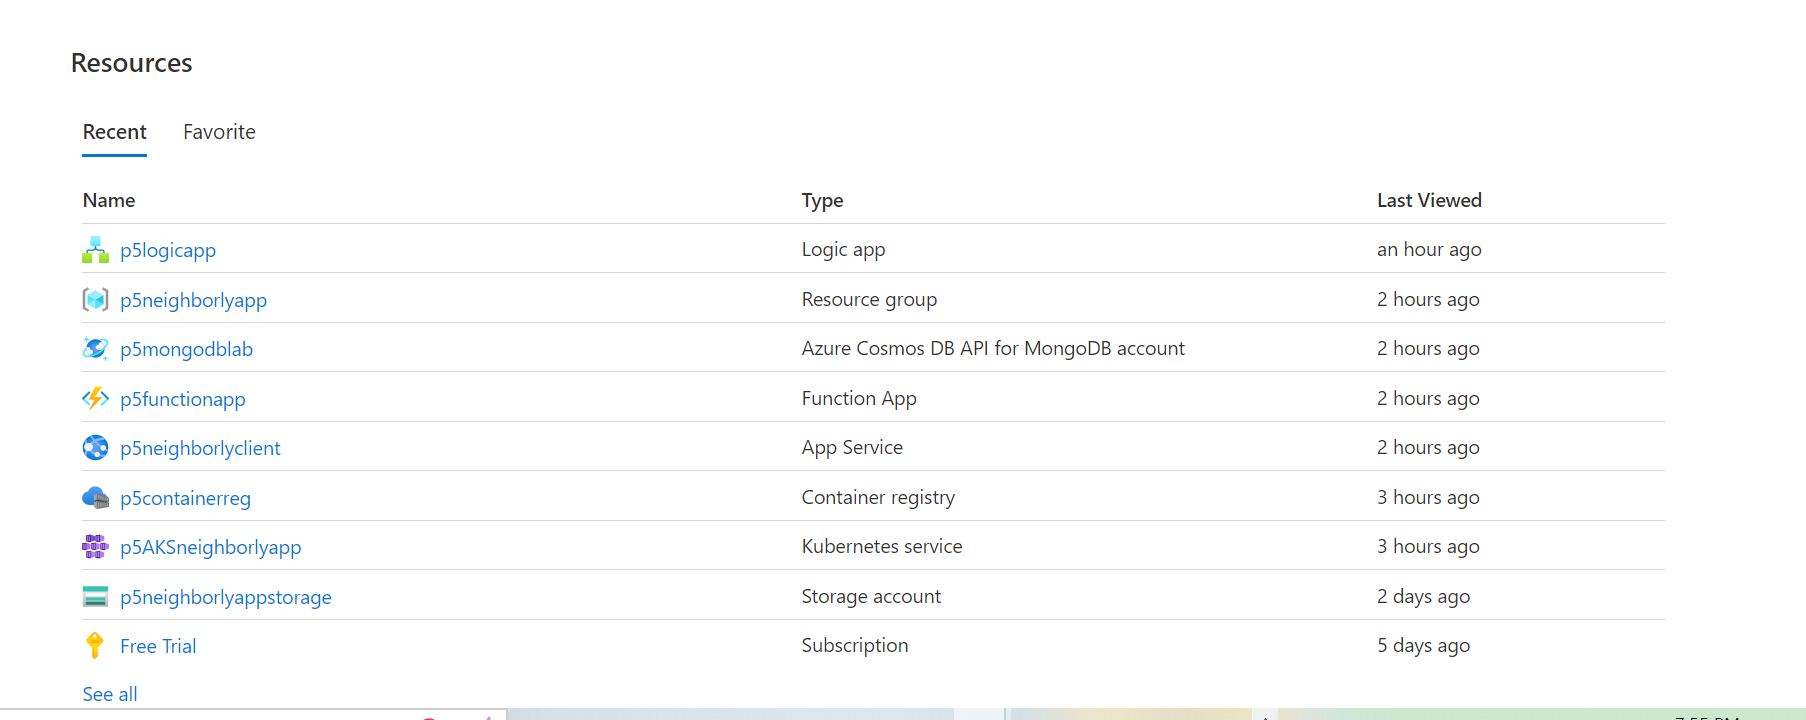 Resources
Recent Favorite
Name Type Last Viewed
p5logicapp Logic app an hour ago
p5neighborlyapp Resource group 2 hours ago
p5mongodblab Azure Cosmos DB API for MongoDB account 2 hours ago
p5functionapp Function App 2 hours ago
p5neighborlyclient App Service 2 hours ago
p5containerreg Container registry 3 hours ago
p5AKSneighborlyapp Kubernetes service 3 hours ago
p5neighborlyappstorage Storage account 2 days ago
Free Trial Subscription 5 days ago
See all